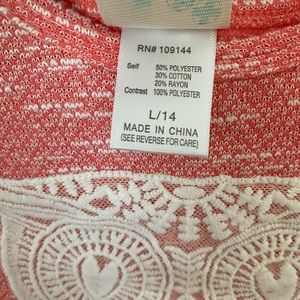 RN# 109144
Self 50% POLYESTER
30% COTTON
20% RAYON
Contrast 100% POLYESTER
L/14
MADE IN CHINA
(SEE REVERSE FOR CARE)